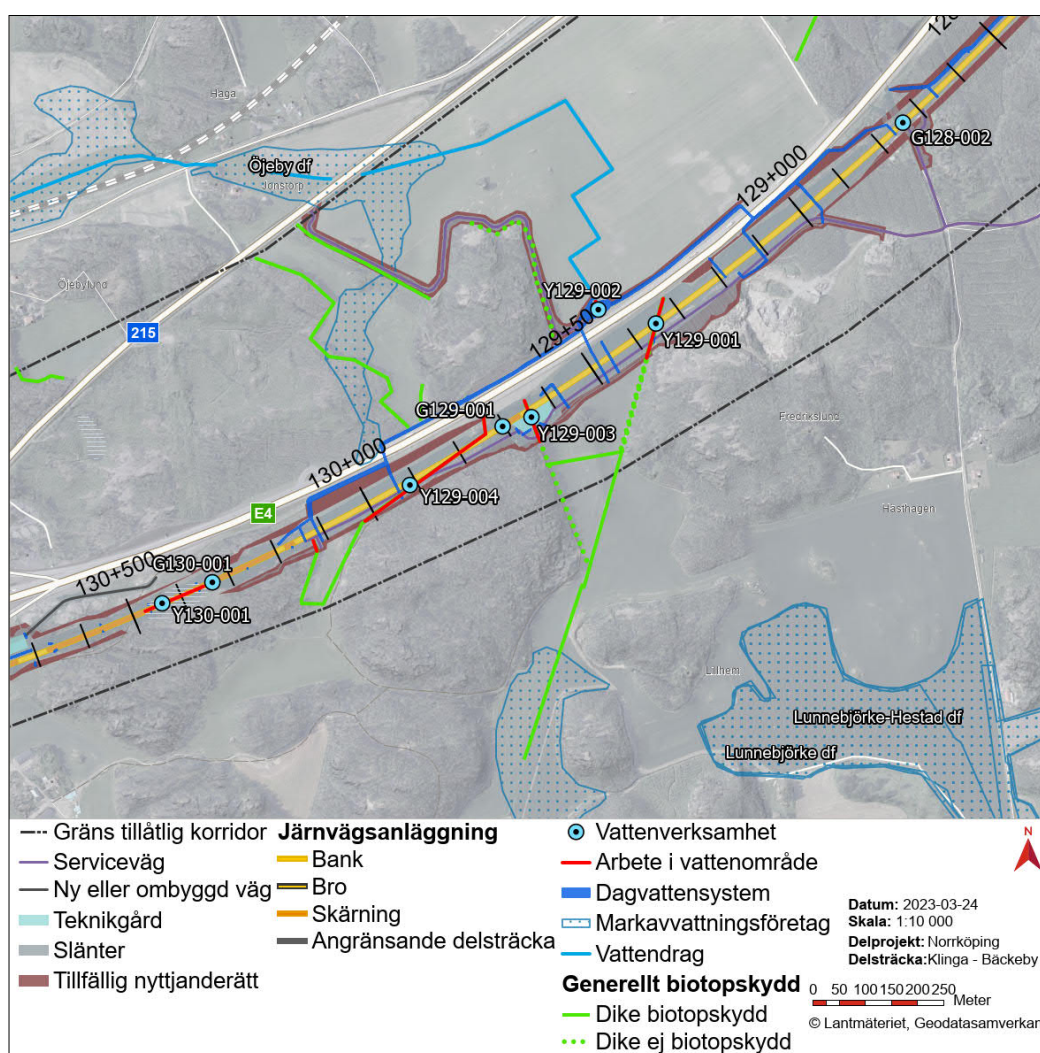 128
Haga
G128-002
Öjeby df
Jonstorp
129+000
Öjebylund
Y129-002
215
129+500
Y129-001
G129-001
Fredrikslund
Y129-003
130+000
Y129-004
E4
Hasthagen
130+500
G130-001
Y130-001
Lillhem
Lunnebjörke-Hestad df
Lunnebjörke df
Gräns tillåtlig korridor
Serviceväg
Ny eller ombyggd väg
Teknikgård
Slänter
Tillfällig nyttjanderätt
Järnvägsanläggning
Bank
Bro
Skärning
Angränsande delsträcka
Vattenverksamhet
Arbete i vattenområde
Dagvattensystem
Markavvattningsföretag
Vattendrag
Generellt biotopskydd
Dike biotopskydd
Dike ej biotopskydd
N
Datum: 2023-03-24
Skala: 1:10 000
Delprojekt: Norrköping
Delsträcka:Klinga - Bäckeby
0 50 100 150 200 250
Meter
© Lantmäteriet, Geodatasamverkan